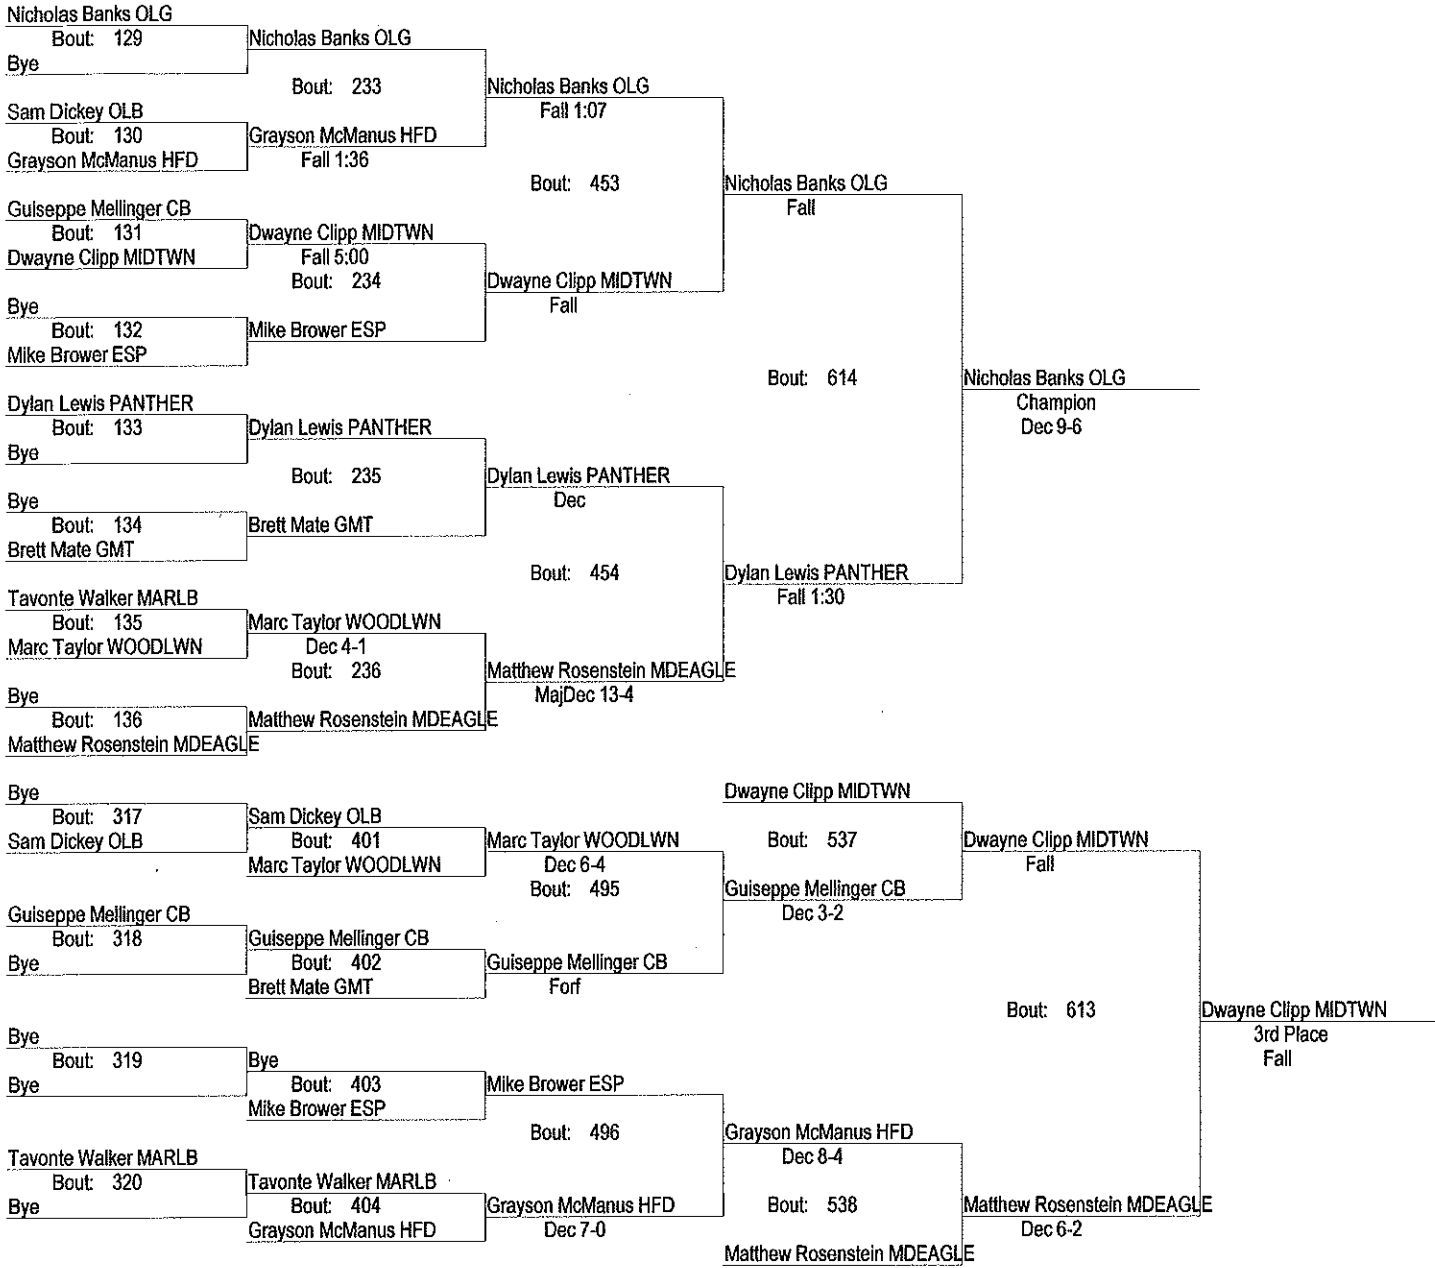 Nicholas Banks OLG
Bout: 129
Bye
Nicholas Banks OLG
Bout: 233
Sam Dickey OLB
Bout: 130
Grayson McManus HFD
Grayson McManus HFD
Fall 1:36
Nicholas Banks OLG
Fall 1:07
Bout: 453
Guiseppe Mellinger CB
Bout: 131
Dwayne Clipp MIDTWN
Dwayne Clipp MIDTWN
Fall 5:00
Bout: 234
Bye
Bout: 132
Mike Brower ESP
Mike Brower ESP
Dwayne Clipp MIDTWN
Fall
Nicholas Banks OLG
Fall
Bout: 614
Nicholas Banks OLG
Champion
Dec 9-6
Dylan Lewis PANTHER
Bout: 133
Bye
Dylan Lewis PANTHER
Bout: 235
Bye
Bout: 134
Brett Mate GMT
Brett Mate GMT
Dylan Lewis PANTHER
Dec
Bout: 454
Dylan Lewis PANTHER
Fall 1:30
Tavonte Walker MARLB
Bout: 135
Marc Taylor WOODLWN
Marc Taylor WOODLWN
Dec 4-1
Bout: 236
Bye
Bout: 136
Matthew Rosenstein MDEAGLE
Matthew Rosenstein MDEAGLE
Matthew Rosenstein MDEAGLE
MajDec 13-4
Bye
Bout: 317
Sam Dickey OLB
Sam Dickey OLB
Bout: 401
Marc Taylor WOODLWN
Marc Taylor WOODLWN
Dec 6-4
Bout: 495
Guiseppe Mellinger CB
Bout: 318
Bye
Guiseppe Mellinger CB
Bout: 402
Brett Mate GMT
Guiseppe Mellinger CB
Forf
Dwayne Clipp MIDTWN
Bout: 537
Guiseppe Mellinger CB
Dec 3-2
Dwayne Clipp MIDTWN
Fall
Bout: 613
Dwayne Clipp MIDTWN
3rd Place
Fall
Bye
Bout: 319
Bye
Bye
Bout: 403
Mike Brower ESP
Mike Brower ESP
Bout: 496
Tavonte Walker MARLB
Bout: 320
Bye
Tavonte Walker MARLB
Bout: 404
Grayson McManus HFD
Grayson McManus HFD
Dec 7-0
Grayson McManus HFD
Dec 8-4
Bout: 538
Matthew Rosenstein MDEAGLE
Matthew Rosenstein MDEAGLE
Dec 6-2